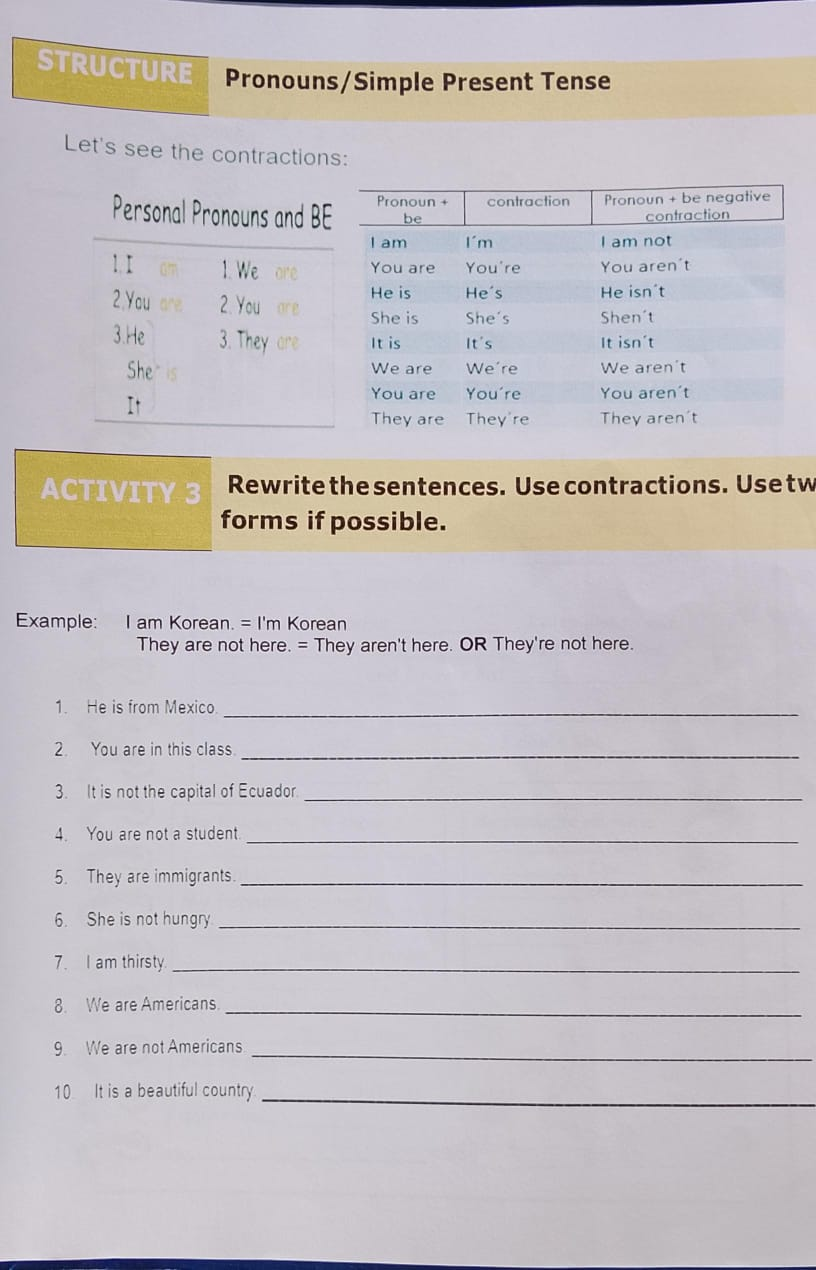 STRUCTURE
Pronouns/Simple Present Tense
Let's see the contractions:
Personal Pronouns and BE
1. I am 1. We are
2. You are 2. You are
3. He 3. They are
She is
It
Pronoun + be contraction Pronoun + be negative contraction
I am I´m I am not
You are You´re You aren´t
He is He´s He isn´t
She is She´s Shen´t
It is It´s It isn´t
We are We´re We aren´t
You are You´re You aren´t
They are They´re They aren´t
ACTIVITY 3
Rewrite the sentences. Use contractions. Use tw
forms if possible.
Example: I am Korean. = I'm Korean
They are not here. = They aren't here. OR They're not here.
1. He is from Mexico.
2. You are in this class.
3. It is not the capital of Ecuador.
4. You are not a student.
5. They are immigrants.
6. She is not hungry.
7. I am thirsty.
8. We are Americans.
9. We are not Americans
10. It is a beautiful country.